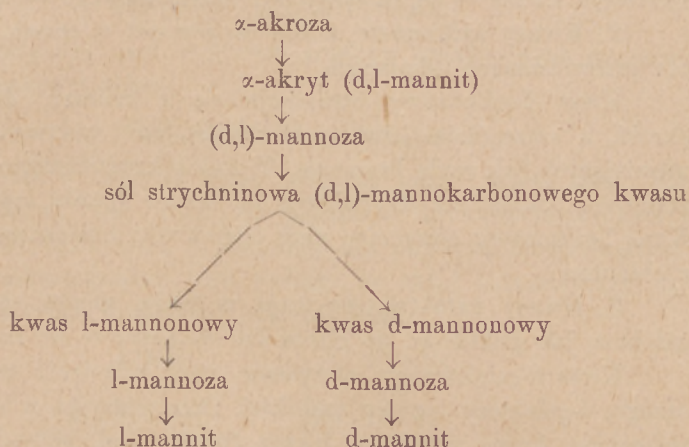 α-akroza
α-akryt (d,l-mannit)
(d,l)-mannoza
sól strychninowa (d,l)-mannokarbonowego kwasu
kwas l-mannonowy kwas d-mannonowy
l-mannoza d-mannoza
l-mannit d-mannit